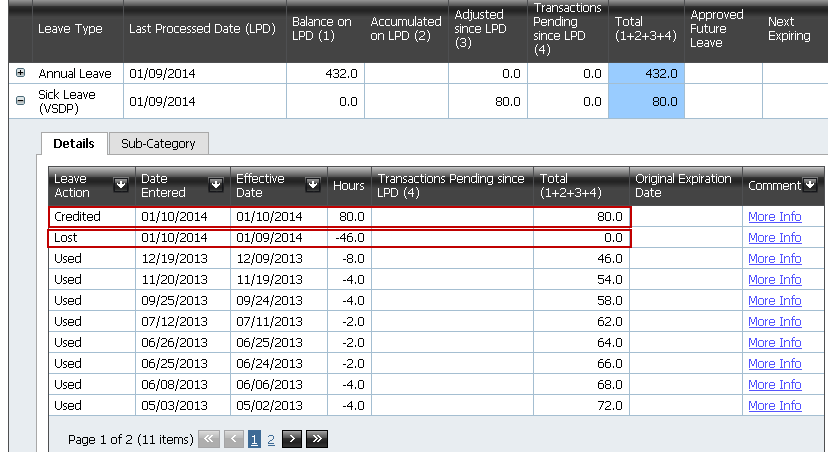 Leave Type Last Processed Date (LPD) Balance on LPD (1) Accumulated on LPD (2) Adjusted since LPD (3) Transactions Pending since LPD (4) Total (1+2+3+4) Approved Future Leave Next Expiring
Annual Leave 01/09/2014 432.0 0.0 0.0 432.0
Sick Leave (VSDP) 01/09/2014 0.0 80.0 0.0 80.0
Details Sub-Category
Leave Action Date Entered Effective Date Hours Transactions Pending since LPD (4) Total (1+2+3+4) Original Expiration Date Comment
Credited 01/10/2014 01/10/2014 80.0 80.0 More Info
Lost 01/10/2014 01/09/2014 -46.0 0.0 More Info
Used 12/19/2013 12/09/2013 -8.0 46.0 More Info
Used 11/20/2013 11/19/2013 -4.0 54.0 More Info
Used 09/25/2013 09/24/2013 -4.0 58.0 More Info
Used 07/12/2013 07/11/2013 -2.0 62.0 More Info
Used 06/26/2013 06/25/2013 -2.0 64.0 More Info
Used 06/25/2013 06/24/2013 -2.0 66.0 More Info
Used 06/08/2013 06/06/2013 -4.0 68.0 More Info
Used 05/03/2013 05/02/2013 -4.0 72.0 More Info
Page 1 of 2 (11 items) « < 1 2 > »